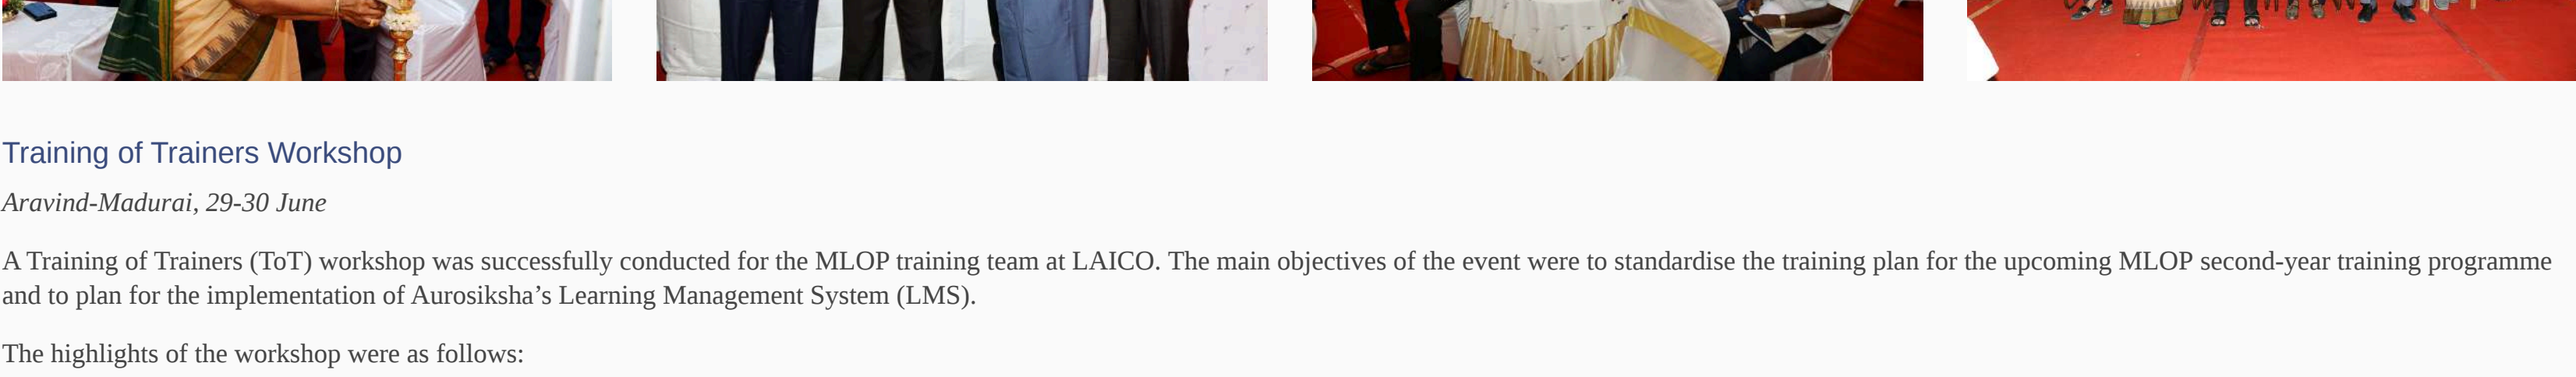 Training of Trainers Workshop
Aravind-Madurai, 29-30 June
A Training of Trainers (ToT) workshop was successfully conducted for the MLOP training team at LAICO. The main objectives of the event were to standardise the training plan for the upcoming MLOP second-year training programme
and to plan for the implementation of Aurosiksha’s Learning Management System (LMS).
The highlights of the workshop were as follows: